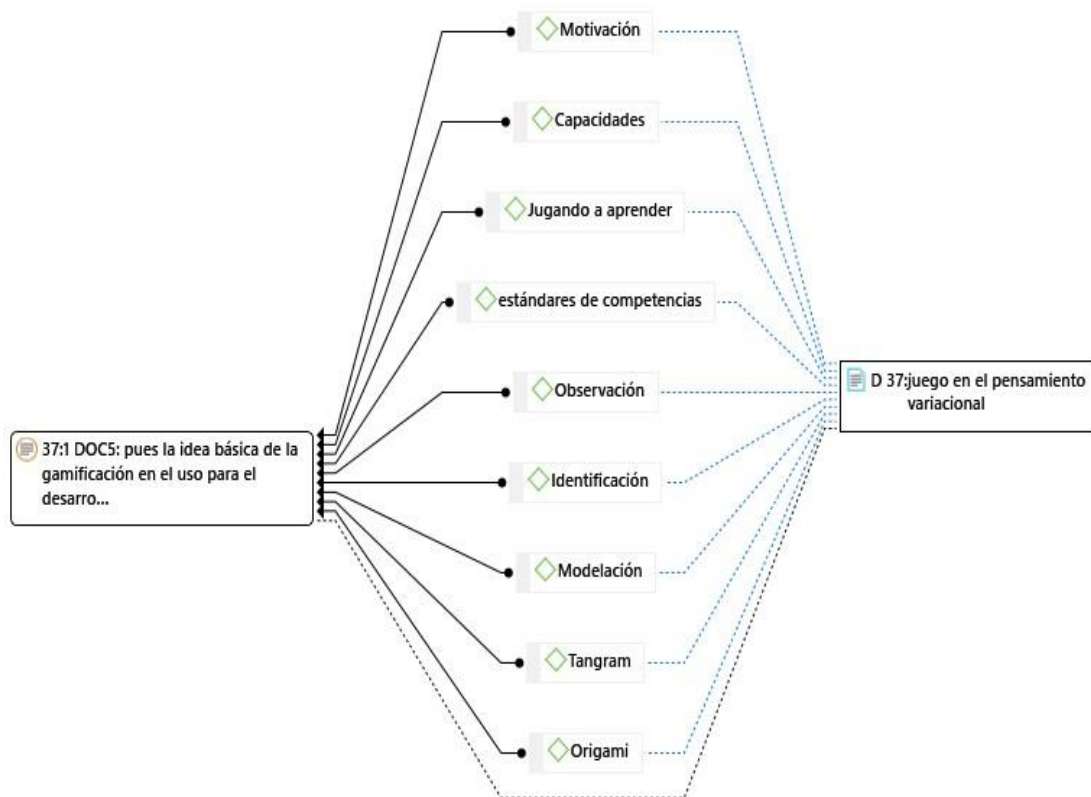 Motivación
Capacidades
Jugando a aprender
estándares de competencias
Observación
Identificación
Modelación
Tangram
Origami
37:1 DOC5: pues la idea básica de la
gamificación en el uso para el
desarro...
D 37:juego en el pensamiento
variacional